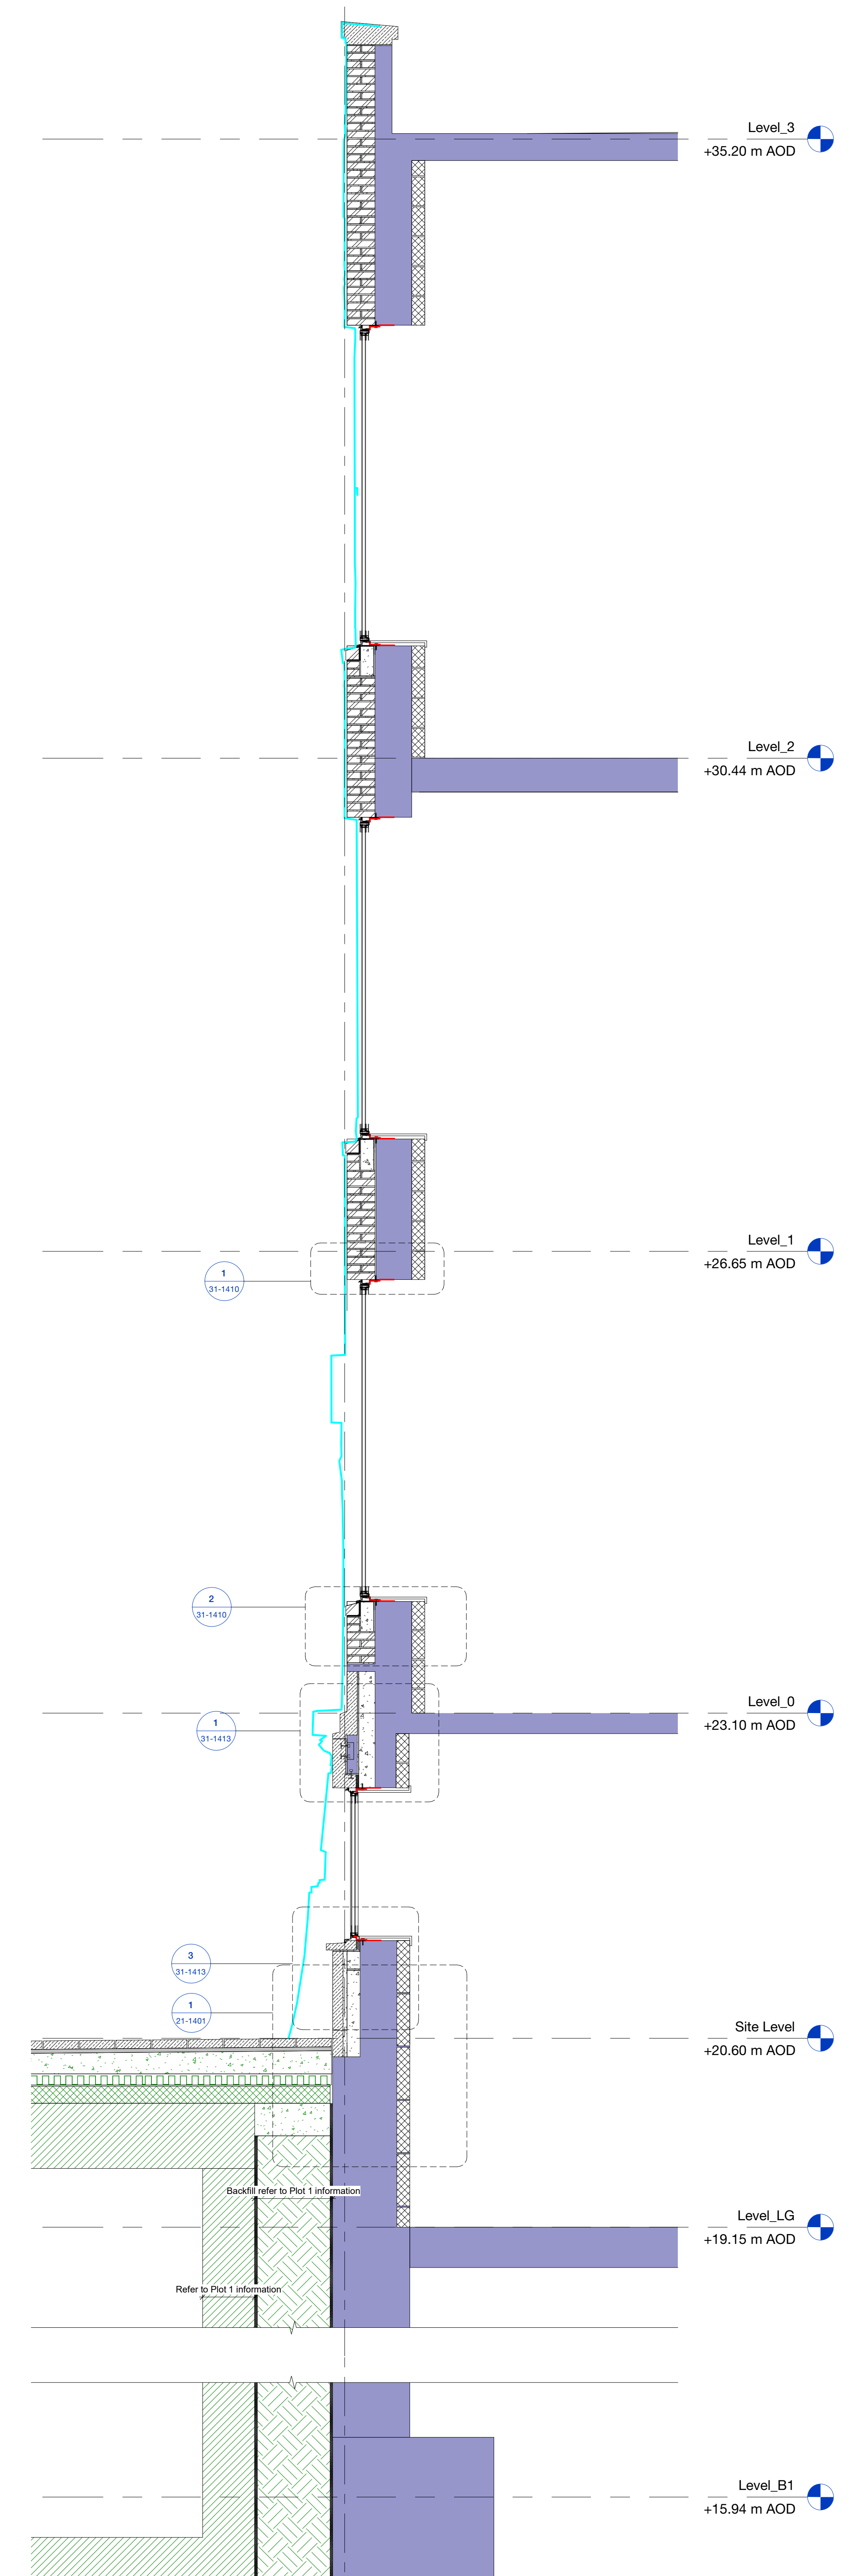 Level_3
+35.20 m AOD
Level_2
+30.44 m AOD
Level_1
+26.65 m AOD
1
31-1410
2
31-1410
Level_0
+23.10 m AOD
1
31-1413
3
31-1413
1
21-1401
Site Level
+20.60 m AOD
Backfill refer to Plot 1 information
Level_LG
+19.15 m AOD
Refer to Plot 1 information
Level_B1
+15.94 m AOD